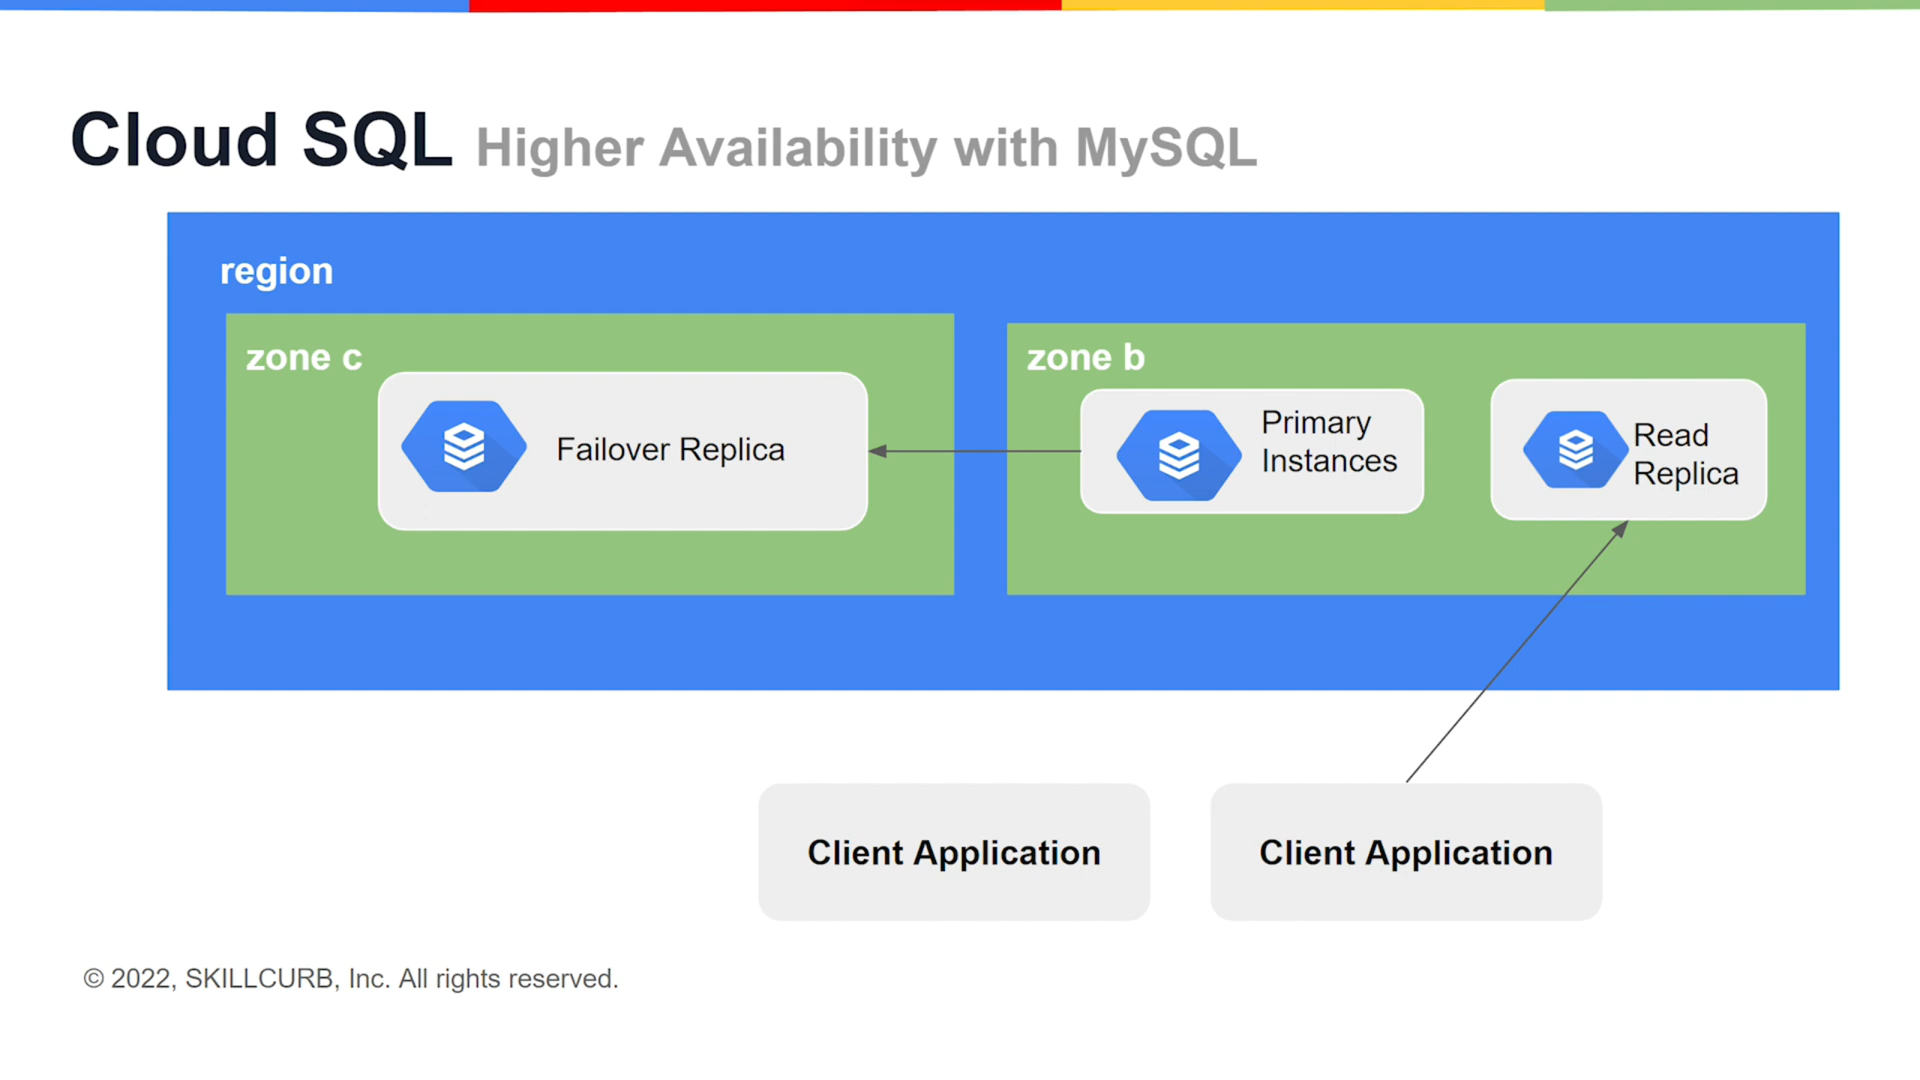 Cloud SQL Higher Availability with MySQL
region
zone c
Failover Replica
zone b
Primary
Instances
Read
Replica
Client Application
Client Application
© 2022, SKILLCURB, Inc. All rights reserved.